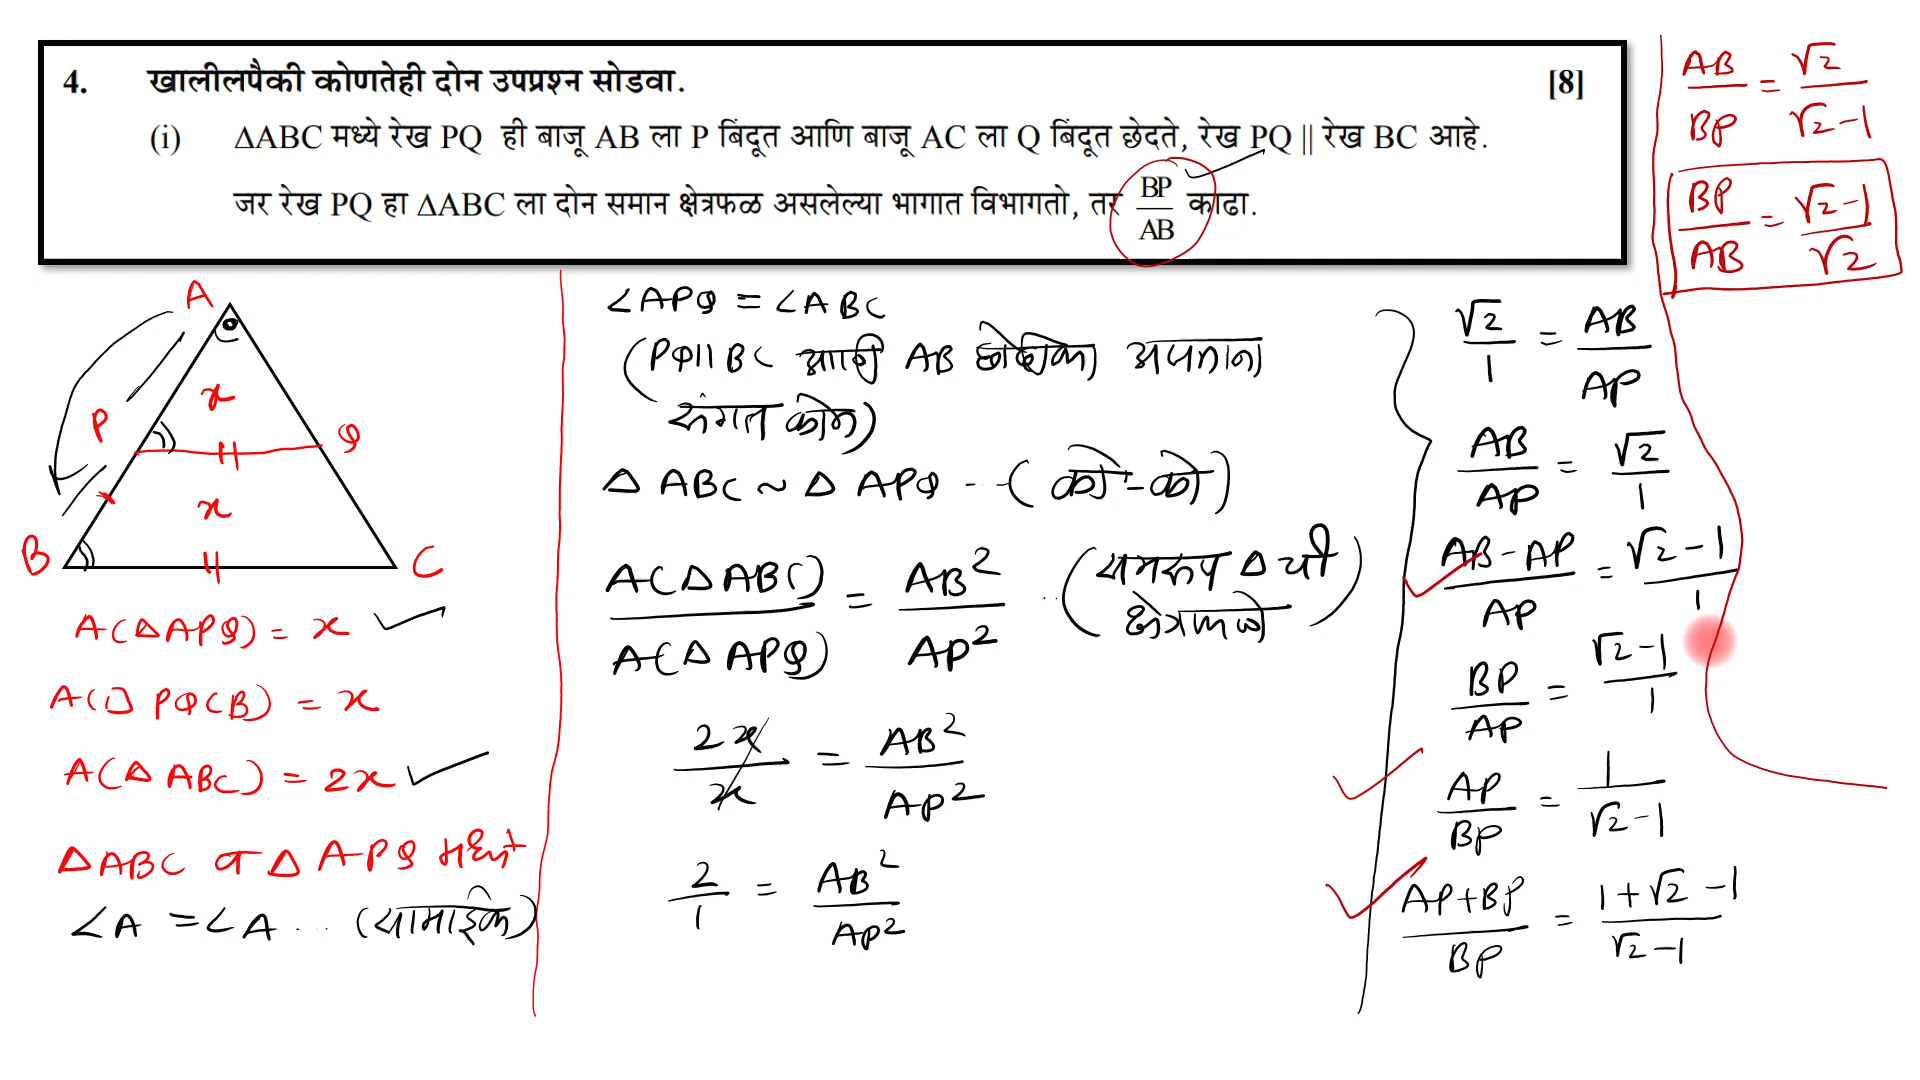 4. खालीलपैकी कोणतेही दोन उपप्रश्न सोडवा. [8]
(i) ΔABC मध्ये रेख PQ ही बाजू AB ला P बिंदूत आणि बाजू AC ला Q बिंदूत छेदते, रेख PQ || रेख BC आहे.
जर रेख PQ हा ΔABC ला दोन समान क्षेत्रफळ असलेल्या भागात विभागतो, तर BP/AB काढा.
A
x
P
Q
x
B
C
A(Δ APQ) = x
A(□ PQCB) = x
A(Δ ABC) = 2x
Δ ABC व Δ APQ मध्ये
∠A = ∠A ... (सामाईक)
∠APQ = ∠ABC
(PQ || BC आणि AB छेदिका
संगत कोन)
Δ ABC ~ Δ APQ --- (को-को)
A(Δ ABC)/A(Δ APQ) = AB²/AP² .. (समरूप Δ ची
क्षेत्रफळे)
2x/x = AB²/AP²
2/1 = AB²/AP²
√2/1 = AB/AP
AB/AP = √2/1
AB-AP/AP = √2-1/1
BP/AP = √2-1/1
AP/BP = 1/√2-1
AP+BP/BP = 1+√2-1/√2-1
AB/BP = √2/√2-1
BP/AB = √2-1/√2